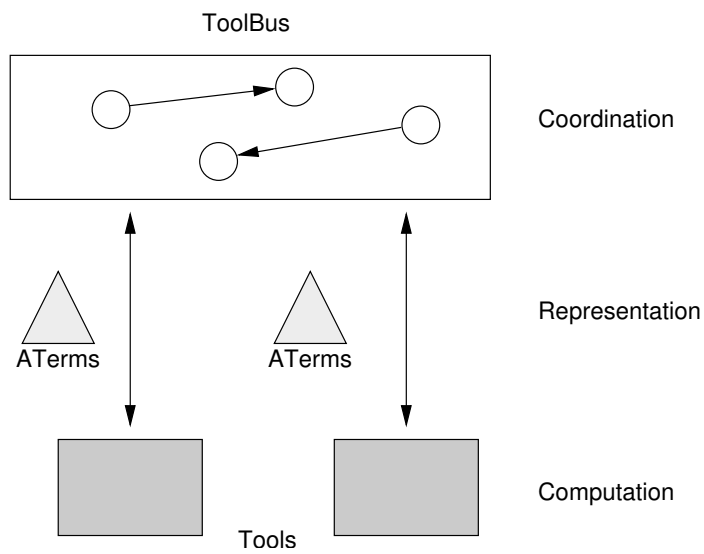 ToolBus
Coordination
Representation
ATerms
ATerms
Computation
Tools